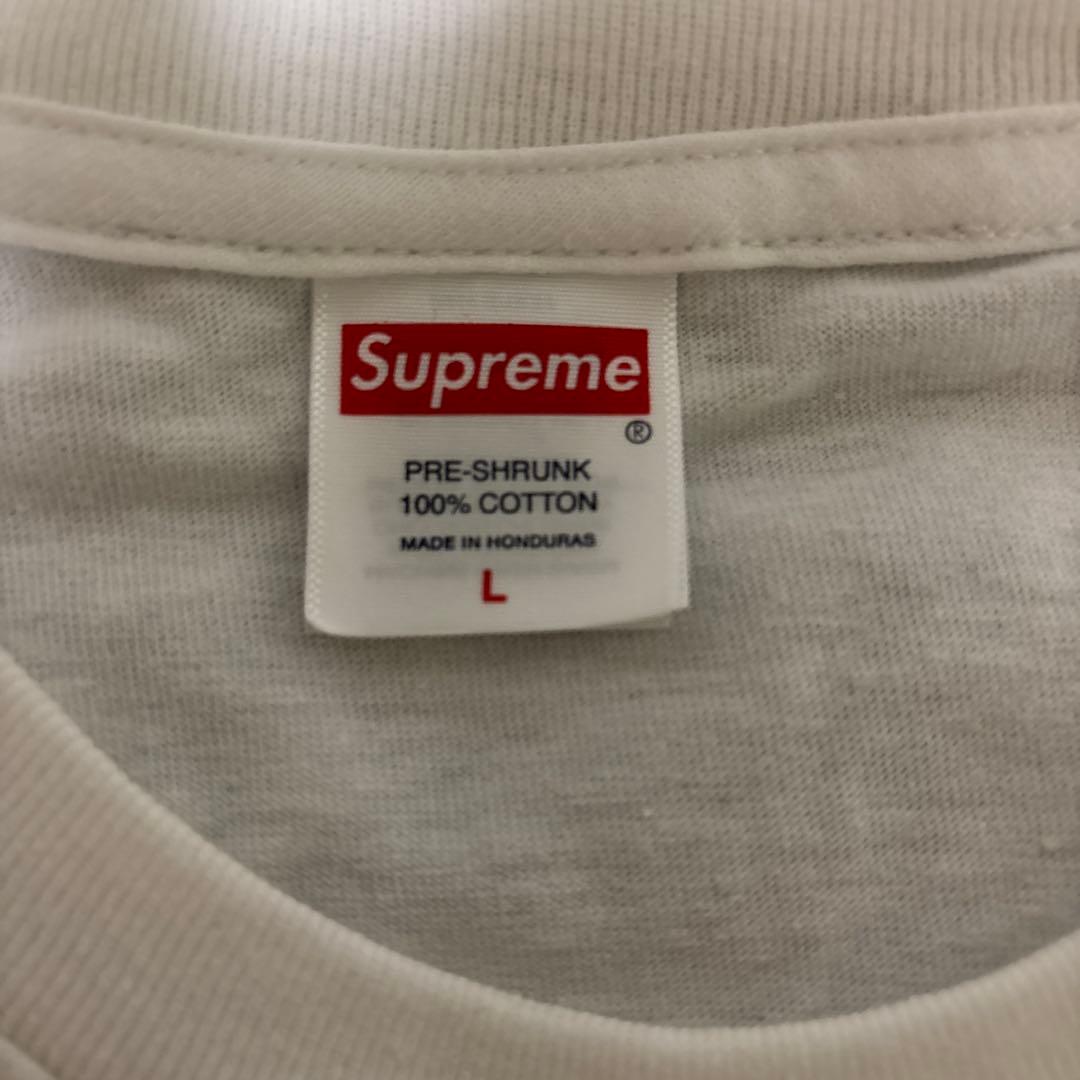 Supreme
®
PRE-SHRUNK
100% COTTON
MADE IN HONDURAS
L